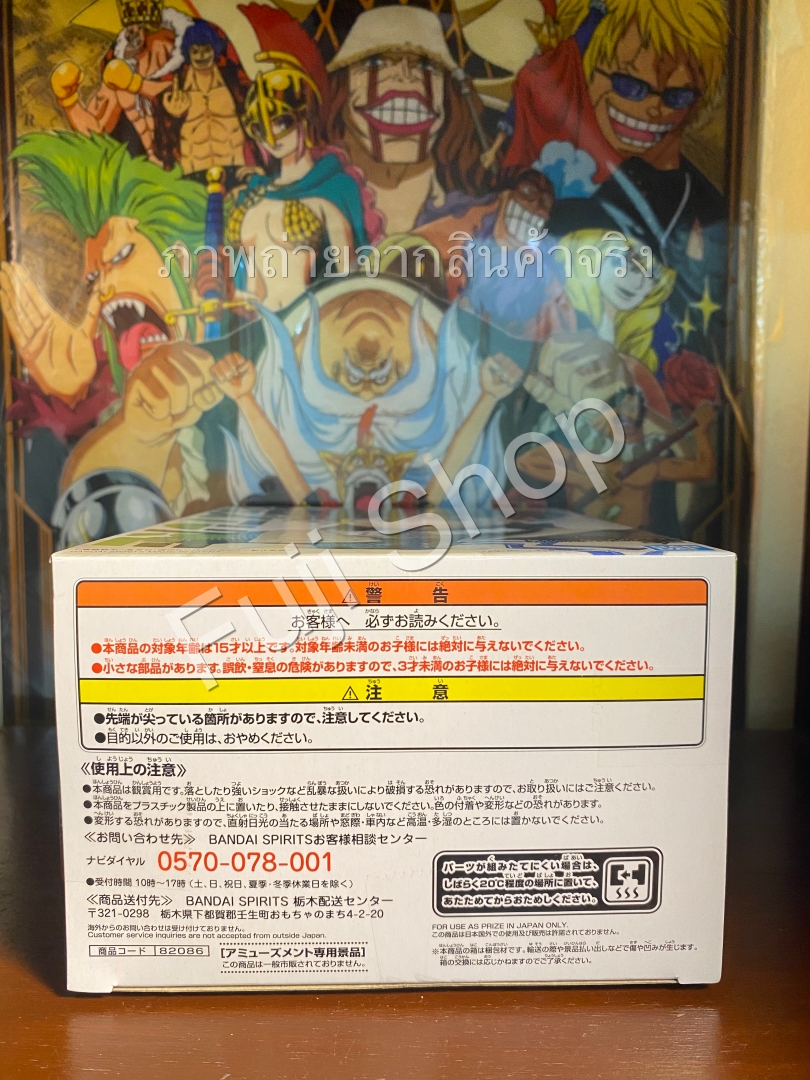 ภาพถ่ายจากสินค้าจริง
Fuji Shop
⚠警告
お客様へ 必ずお読みください。
●本商品の対象年齢は15才以上です。対象年齢未満のお子様には絶対に与えないでください。
●小さな部品があります。誤飲・窒息の危険がありますので、3才未満のお子様には絶対に与えないでください。
⚠注意
●先端が尖っている箇所がありますので、注意してください。
●目的以外のご使用は、おやめください。
《使用上の注意》
●本商品は観賞用です。落としたり強いショックなど乱暴な扱いにより破損する恐れがありますので、お取り扱いにはご注意ください。
●本商品をプラスチック製品の上に置いたり、接触させたままにしないでください。色の付着や変形などの恐れがあります。
●変形する恐れがありますので、直射日光の当たる場所や窓際・車内など高温・多湿のところには置かないでください。
≪お問い合わせ先≫ BANDAI SPIRITSお客様相談センター
ナビダイヤル 0570-078-001
●受付時間 10時～17時(土、日、祝日、夏季・冬季休業日を除く)
≪商品送付先≫ BANDAI SPIRITS 栃木配送センター
〒321-0298 栃木県下都賀郡壬生町おもちゃのまち4-2-20
海外からのお問い合わせは受け付けておりません。
Customer service inquiries are not accepted from outside Japan.
商品コード 82086
[アミューズメント専用景品]
この商品は一般市販されておりません。
パーツが組みたてにくい場合は、
しばらく20℃程度の場所に置いて、
あたためてからおためしください。
FOR USE AS PRIZE IN JAPAN ONLY.
この商品は日本国外での使用及び販売は許諾されておりません。
※本商品の箱は梱包材です。輸送の際や景品払い出しなどで傷や凹みが生じます。
箱の交換には応じかねますのでご了承ください。